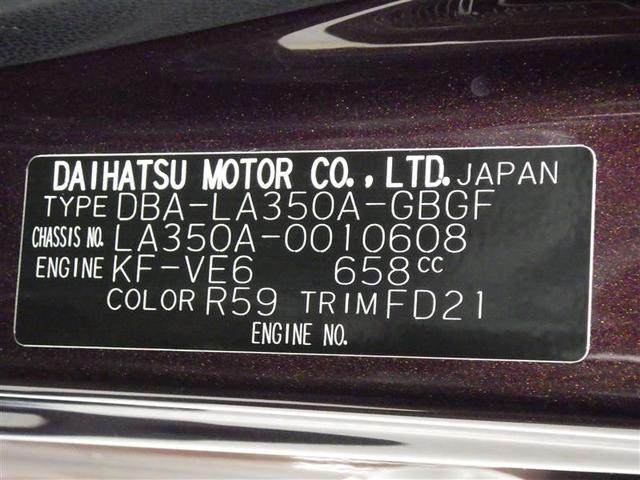 DAIHATSU MOTOR CO., LTD. JAPAN
TYPE DBA-LA350A-GBGF
CHASSIS NO. LA350A-0010608
ENGINE KF-VE6 658cc
COLOR R59 TRIM FD21
ENGINE NO.